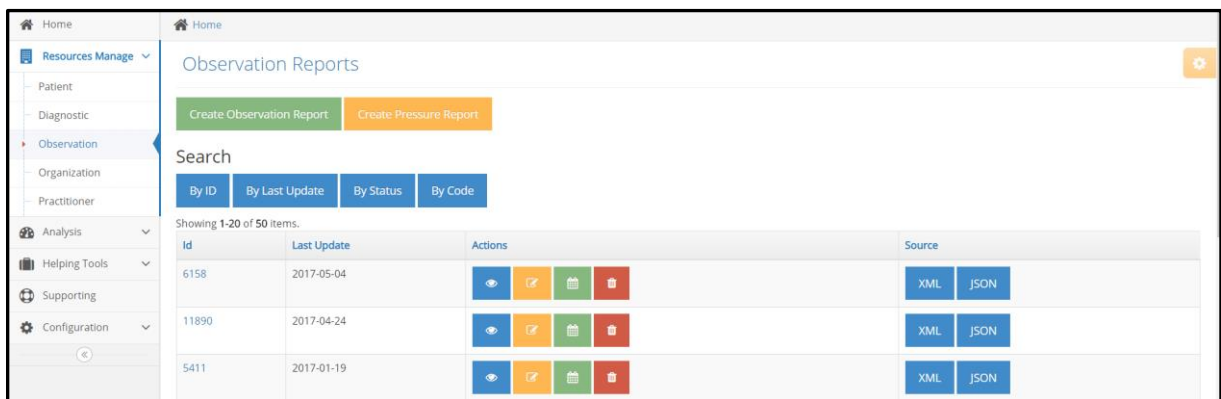 Home
Resources Manage
Patient
Diagnostic
Observation
Organization
Practitioner
Analysis
Helping Tools
Supporting
Configuration
Home
Observation Reports
Create Observation Report Create Pressure Report
Search
By ID By Last Update By Status By Code
Showing 1-20 of 50 items.
Id Last Update Actions Source
6158 2017-05-04 XML JSON
11890 2017-04-24 XML JSON
5411 2017-01-19 XML JSON